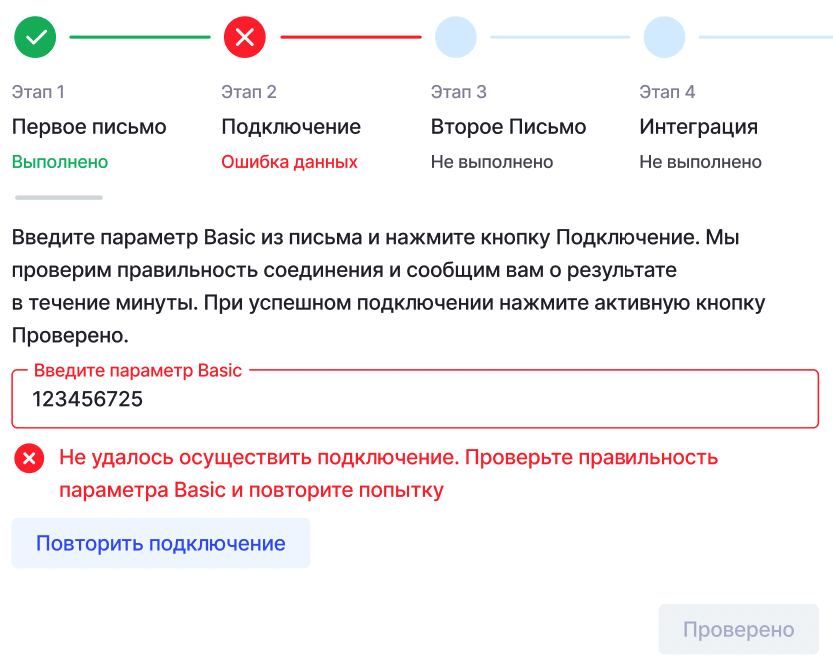 Этап 1
Этап 2
Этап 3
Этап 4
Первое письмо
Подключение
Второе Письмо
Интеграция
Выполнено
Ошибка данных
Не выполнено
Не выполнено
Введите параметр Basic из письма и нажмите кнопку Подключение. Мы
проверим правильность соединения и сообщим вам о результате
в течение минуты. При успешном подключении нажмите активную кнопку
Проверено.
Введите параметр Basic
123456725
Не удалось осуществить подключение. Проверьте правильность
параметра Basic и повторите попытку
Повторить подключение
Проверено